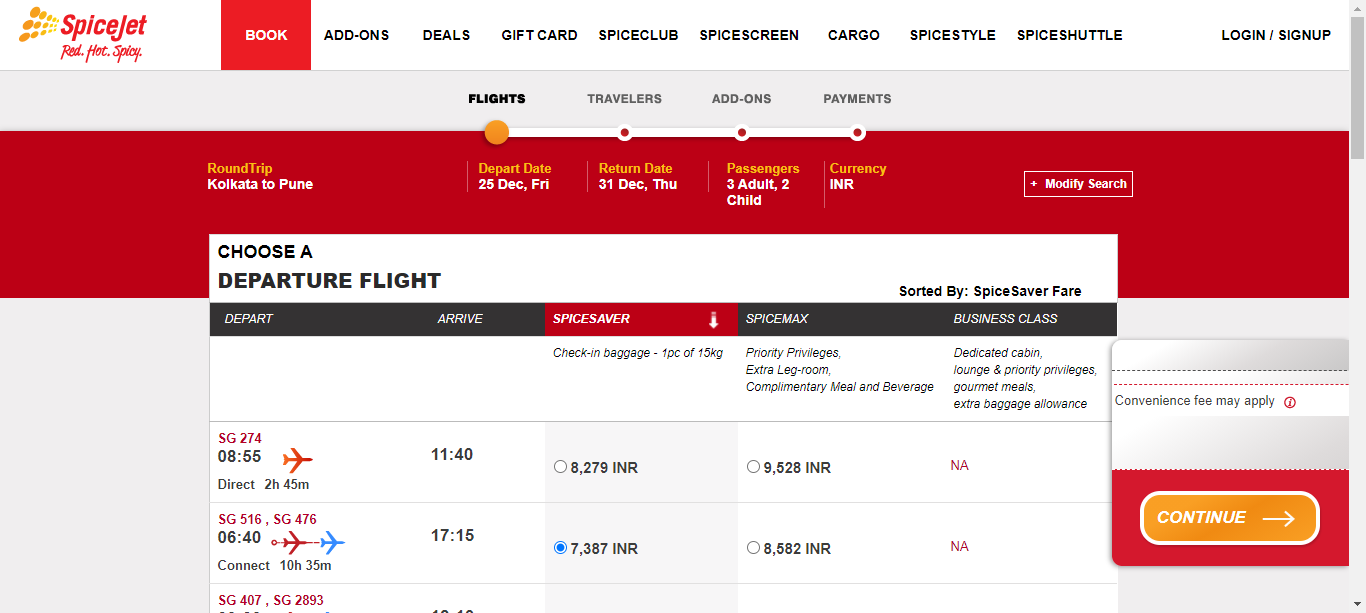 SpiceJet
Red. Hot. Spicy.
BOOK ADD-ONS DEALS GIFT CARD SPICECLUB SPICESCREEN CARGO SPICESTYLE SPICESHUTTLE LOGIN / SIGNUP
FLIGHTS TRAVELERS ADD-ONS PAYMENTS
RoundTrip Depart Date Return Date Passengers Currency
Kolkata to Pune 25 Dec, Fri 31 Dec, Thu 3 Adult, 2 INR + Modify Search
Child
CHOOSE A
DEPARTURE FLIGHT
Sorted By: SpiceSaver Fare
DEPART ARRIVE SPICESAVER SPICEMAX BUSINESS CLASS
Check-in baggage - 1pc of 15kg Priority Privileges, Dedicated cabin,
Extra Leg-room, lounge & priority privileges,
Complimentary Meal and Beverage gourmet meals,
extra baggage allowance
Convenience fee may apply
SG 274
08:55 11:40 8,279 INR 9,528 INR NA
Direct 2h 45m
SG 516 , SG 476
06:40 17:15 7,387 INR 8,582 INR NA
Connect 10h 35m
CONTINUE
SG 407 , SG 2893